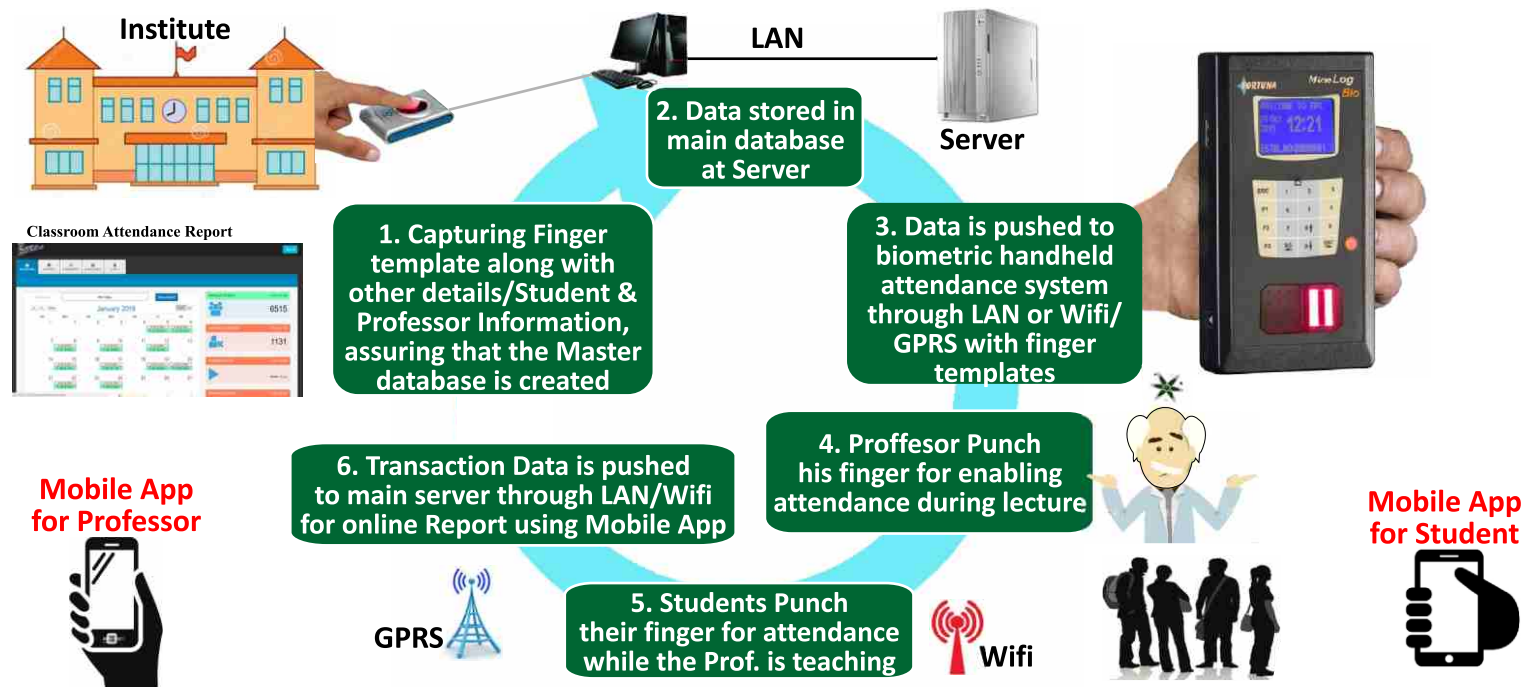 Institute
LAN
Server
2. Data stored in
main database
at Server
FORTUNA
MineLog
Bio
12:21
1. Capturing Finger
template along with
other details/Student &
Professor Information,
assuring that the Master
database is created
3. Data is pushed to
biometric handheld
attendance system
through LAN or Wifi/
GPRS with finger
templates
Classroom Attendance Report
January 2019
6515
1131
4. Proffesor Punch
his finger for enabling
attendance during lecture
6. Transaction Data is pushed
to main server through LAN/Wifi
for online Report using Mobile App
Mobile App
for Professor
Mobile App
for Student
5. Students Punch
their finger for attendance
while the Prof. is teaching
GPRS
Wifi